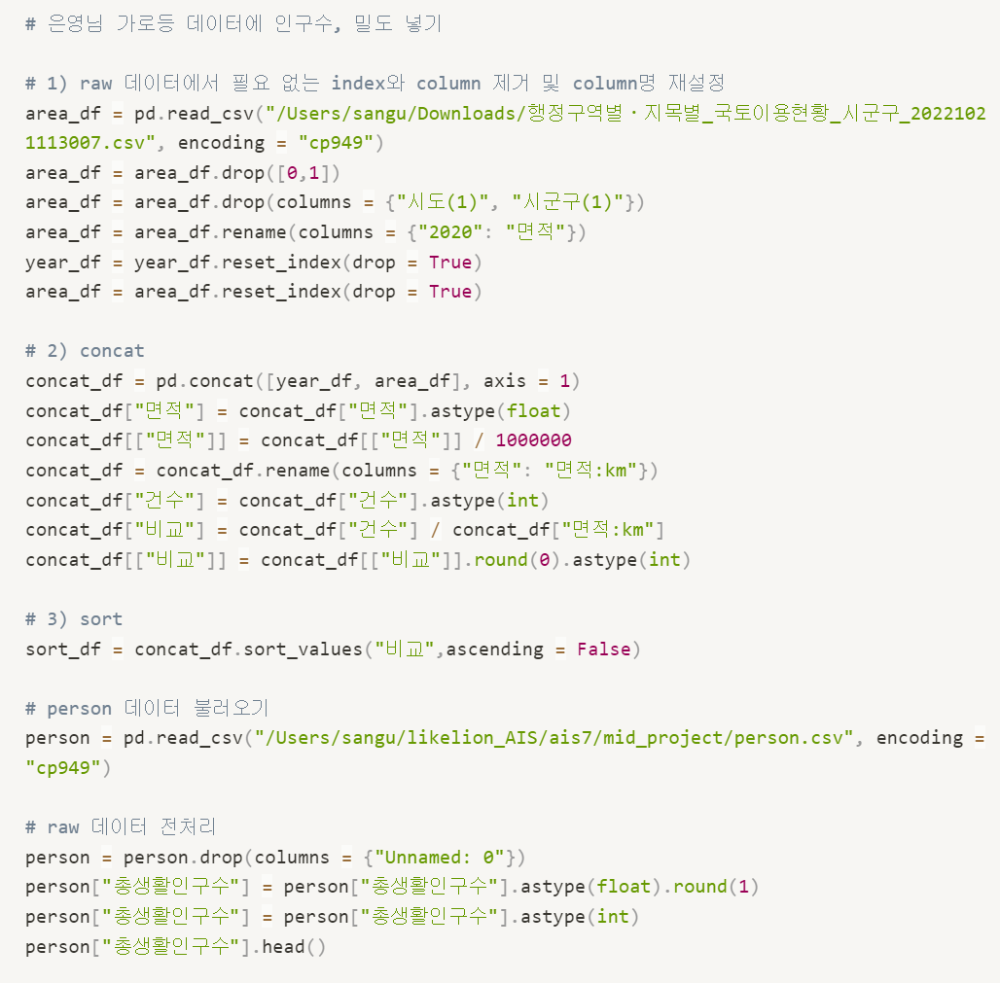 # 은영님 가로등 데이터에 인구수, 밀도 넣기
# 1) raw 데이터에서 필요 없는 index와 column 제거 및 column명 재설정
area_df = pd.read_csv("/Users/sangu/Downloads/행정구역별·지목별_국토이용현황_시군구_2022102
1113007.csv", encoding = "cp949")
area_df = area_df.drop([0,1])
area_df = area_df.drop(columns = {"시도(1)", "시군구(1)"})
area_df = area_df.rename(columns = {"2020": "면적"})
year_df = year_df.reset_index(drop = True)
area_df = area_df.reset_index(drop = True)
# 2) concat
concat_df = pd.concat([year_df, area_df], axis = 1)
concat_df["면적"] = concat_df["면적"].astype(float)
concat_df[["면적"]] = concat_df[["면적"]] / 1000000
concat_df = concat_df.rename(columns = {"면적": "면적:km"})
concat_df["건수"] = concat_df["건수"].astype(int)
concat_df["비교"] = concat_df["건수"] / concat_df["면적:km"]
concat_df[["비교"]] = concat_df[["비교"]].round(0).astype(int)
# 3) sort
sort_df = concat_df.sort_values("비교",ascending = False)
# person 데이터 불러오기
person = pd.read_csv("/Users/sangu/likelion_AIS/ais7/mid_project/person.csv", encoding =
"cp949")
# raw 데이터 전처리
person = person.drop(columns = {"Unnamed: 0"})
person["총생활인구수"] = person["총생활인구수"].astype(float).round(1)
person["총생활인구수"] = person["총생활인구수"].astype(int)
person["총생활인구수"].head()